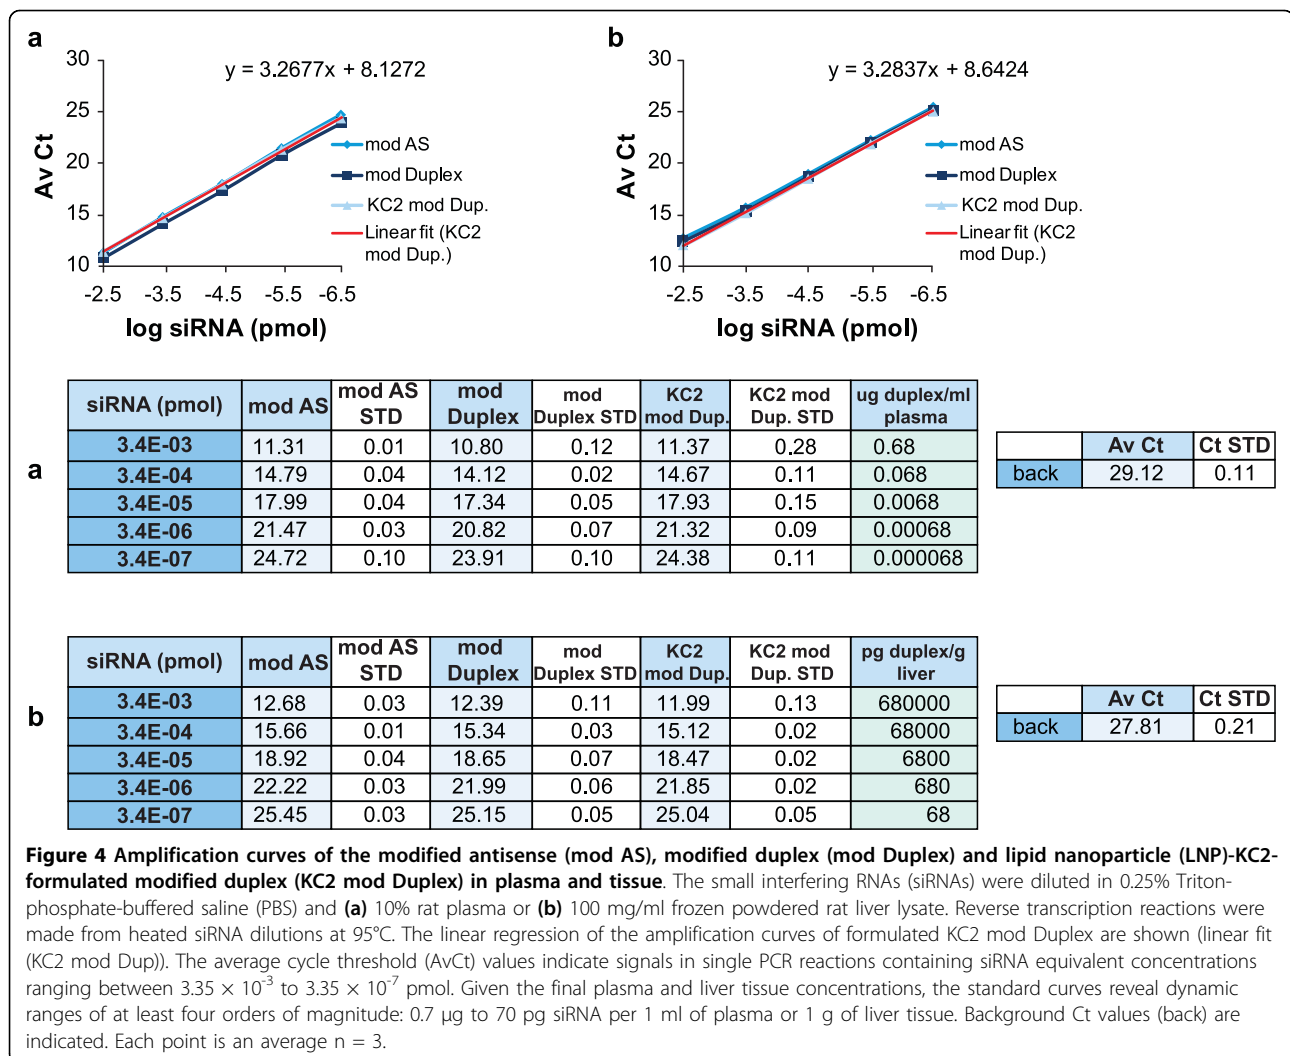 a
y = 3.2677x + 8.1272
30
25
20
15
10
Av Ct
mod AS
mod Duplex
KC2 mod Dup.
Linear fit (KC2
mod Dup.)
-2.5 -3.5 -4.5 -5.5 -6.5
log siRNA (pmol)
b
y = 3.2837x + 8.6424
30
25
20
15
10
Av Ct
mod AS
mod Duplex
KC2 mod Dup.
Linear fit (KC2
mod Dup.)
-2.5 -3.5 -4.5 -5.5 -6.5
log siRNA (pmol)
a
siRNA (pmol) mod AS mod AS STD mod Duplex mod Duplex STD KC2 mod Dup. KC2 mod Dup. STD ug duplex/ml plasma
3.4E-03 11.31 0.01 10.80 0.12 11.37 0.28 0.68
3.4E-04 14.79 0.04 14.12 0.02 14.67 0.11 0.068
3.4E-05 17.99 0.04 17.34 0.05 17.93 0.15 0.0068
3.4E-06 21.47 0.03 20.82 0.07 21.32 0.09 0.00068
3.4E-07 24.72 0.10 23.91 0.10 24.38 0.11 0.000068
Av Ct Ct STD
back 29.12 0.11
b
siRNA (pmol) mod AS mod AS STD mod Duplex mod Duplex STD KC2 mod Dup. KC2 mod Dup. STD pg duplex/g liver
3.4E-03 12.68 0.03 12.39 0.11 11.99 0.13 680000
3.4E-04 15.66 0.01 15.34 0.03 15.12 0.02 68000
3.4E-05 18.92 0.04 18.65 0.07 18.47 0.02 6800
3.4E-06 22.22 0.03 21.99 0.06 21.85 0.02 680
3.4E-07 25.45 0.03 25.15 0.05 25.04 0.05 68
Av Ct Ct STD
back 27.81 0.21
Figure 4 Amplification curves of the modified antisense (mod AS), modified duplex (mod Duplex) and lipid nanoparticle (LNP)-KC2-
formulated modified duplex (KC2 mod Duplex) in plasma and tissue. The small interfering RNAs (siRNAs) were diluted in 0.25% Triton-
phosphate-buffered saline (PBS) and (a) 10% rat plasma or (b) 100 mg/ml frozen powdered rat liver lysate. Reverse transcription reactions were
made from heated siRNA dilutions at 95°C. The linear regression of the amplification curves of formulated KC2 mod Duplex are shown (linear fit
(KC2 mod Dup)). The average cycle threshold (AvCt) values indicate signals in single PCR reactions containing siRNA equivalent concentrations
ranging between 3.35 × 10⁻³ to 3.35 × 10⁻⁷ pmol. Given the final plasma and liver tissue concentrations, the standard curves reveal dynamic
ranges of at least four orders of magnitude: 0.7 μg to 70 pg siRNA per 1 ml of plasma or 1 g of liver tissue. Background Ct values (back) are
indicated. Each point is an average n = 3.